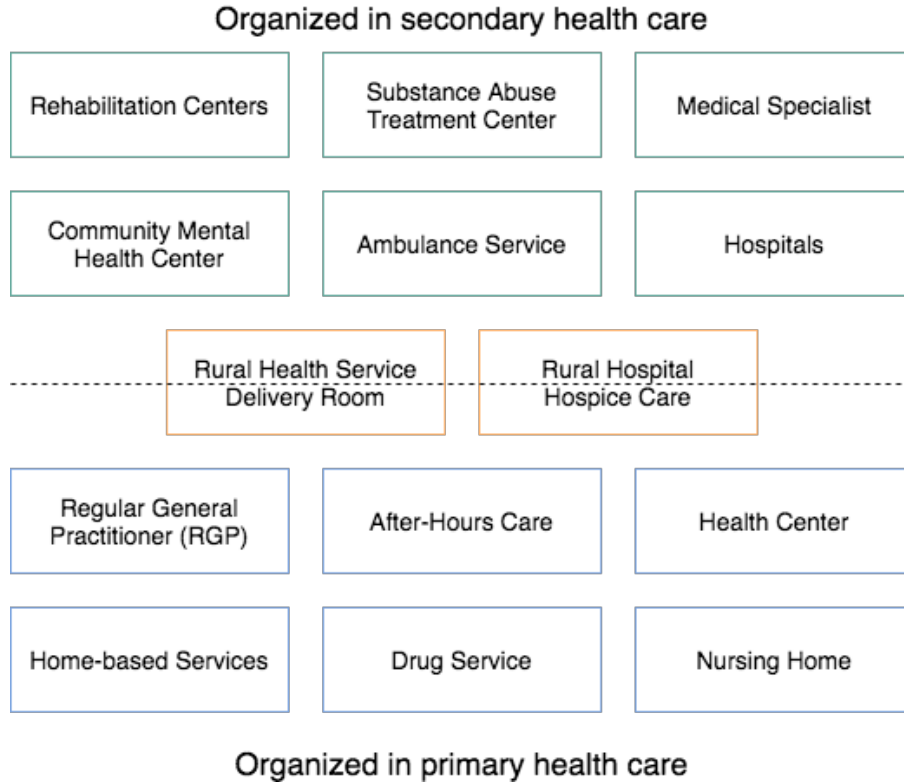 Organized in secondary health care
Rehabilitation Centers
Substance Abuse
Treatment Center
Medical Specialist
Community Mental
Health Center
Ambulance Service
Hospitals
Rural Health Service
Delivery Room
Rural Hospital
Hospice Care
Regular General
Practitioner (RGP)
After-Hours Care
Health Center
Home-based Services
Drug Service
Nursing Home
Organized in primary health care